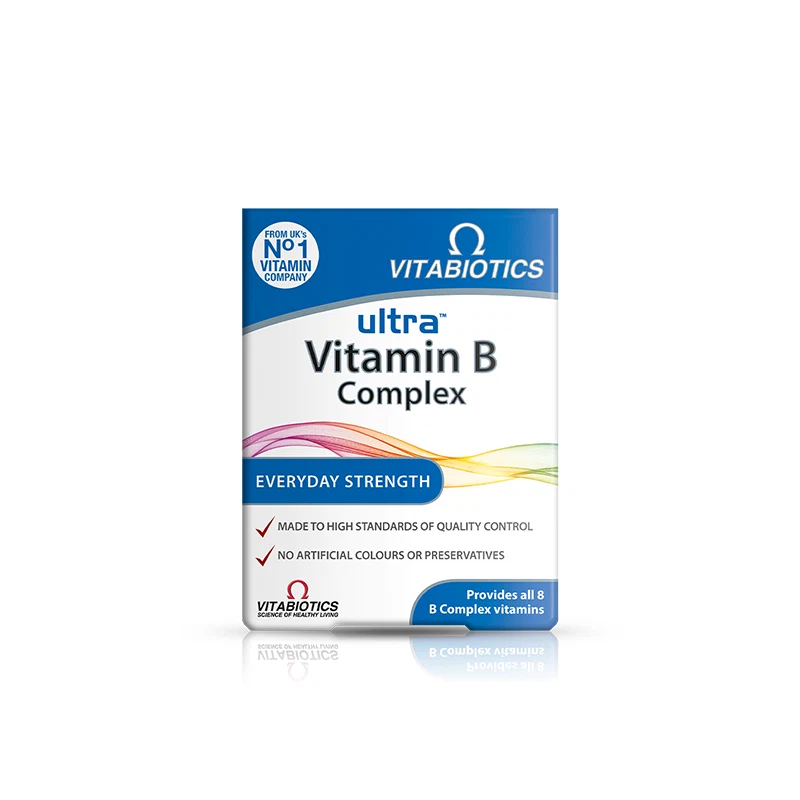 FROM UK's
Nº1
VITAMIN
COMPANY
VITABIOTICS
ultra™
Vitamin B
Complex
EVERYDAY STRENGTH
MADE TO HIGH STANDARDS OF QUALITY CONTROL
NO ARTIFICIAL COLOURS OR PRESERVATIVES
VITABIOTICS
SCIENCE OF HEALTHY LIVING
Provides all 8
B Complex vitamins